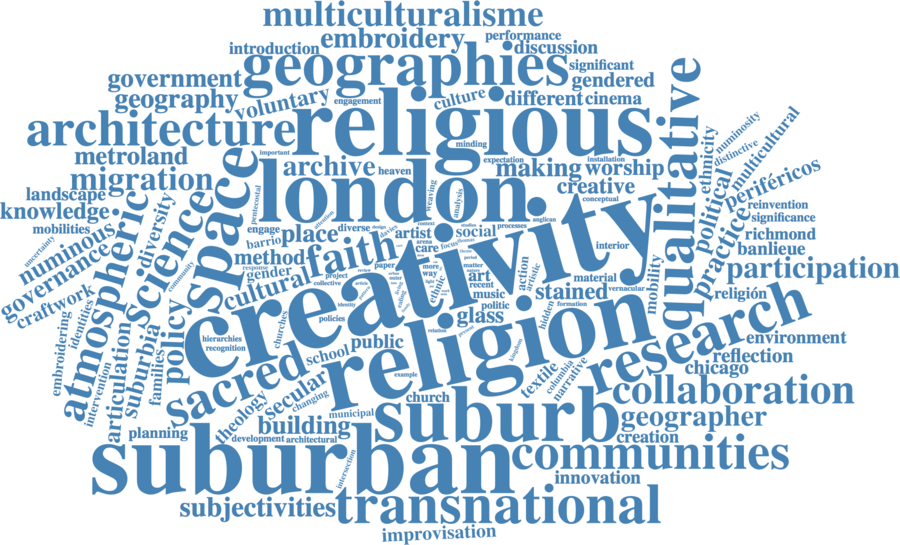 multiculturalisme
embroidery
performance
introduction
discussion
geographies
significant
government
gendered
geography
voluntary
engagement
culture
different
cinema
architecture
religious
minding
numinosity
distinctive
multicultural
ethnicity
qualitative
metroland
important
archive
heaven
expectation
installation
making
worship
migration
space
london
creative
conceptual
periféricos
landscape
knowledge
diversity
science
pentecostal
weaving
analysis
political
practice
reinvention
significance
mobilities
atmospheric
engage
place
diverse
design
artist
social
processes
anglican
richmond
uncertainty
numinous
barrio
faith
arena
care
focus
interior
banlieue
governance
method
gender
response
cultural
creativity
participation
community
project
collective
review
paper
more
way
light
ethnic
period
matter
nature
recent
art
action
artistic
material
mobility
religión
craftwork
identities
embroidering
policy
identity
music
politic
stained
vernacular
formation
hidden
glass
policies
churches
suburbia
families
articulation
intervention
hierarchies
recognition
public
relation
religion
research
environment
reflection
school
sacred
example
kingdom
textile
columbia
narrative
chicago
secular
changing
theology
church
collaboration
municipal
suburb
geographer
building
planning
development
architectural
creation
suburban
intersection
communities
innovation
subjectivities
transnational
improvisation